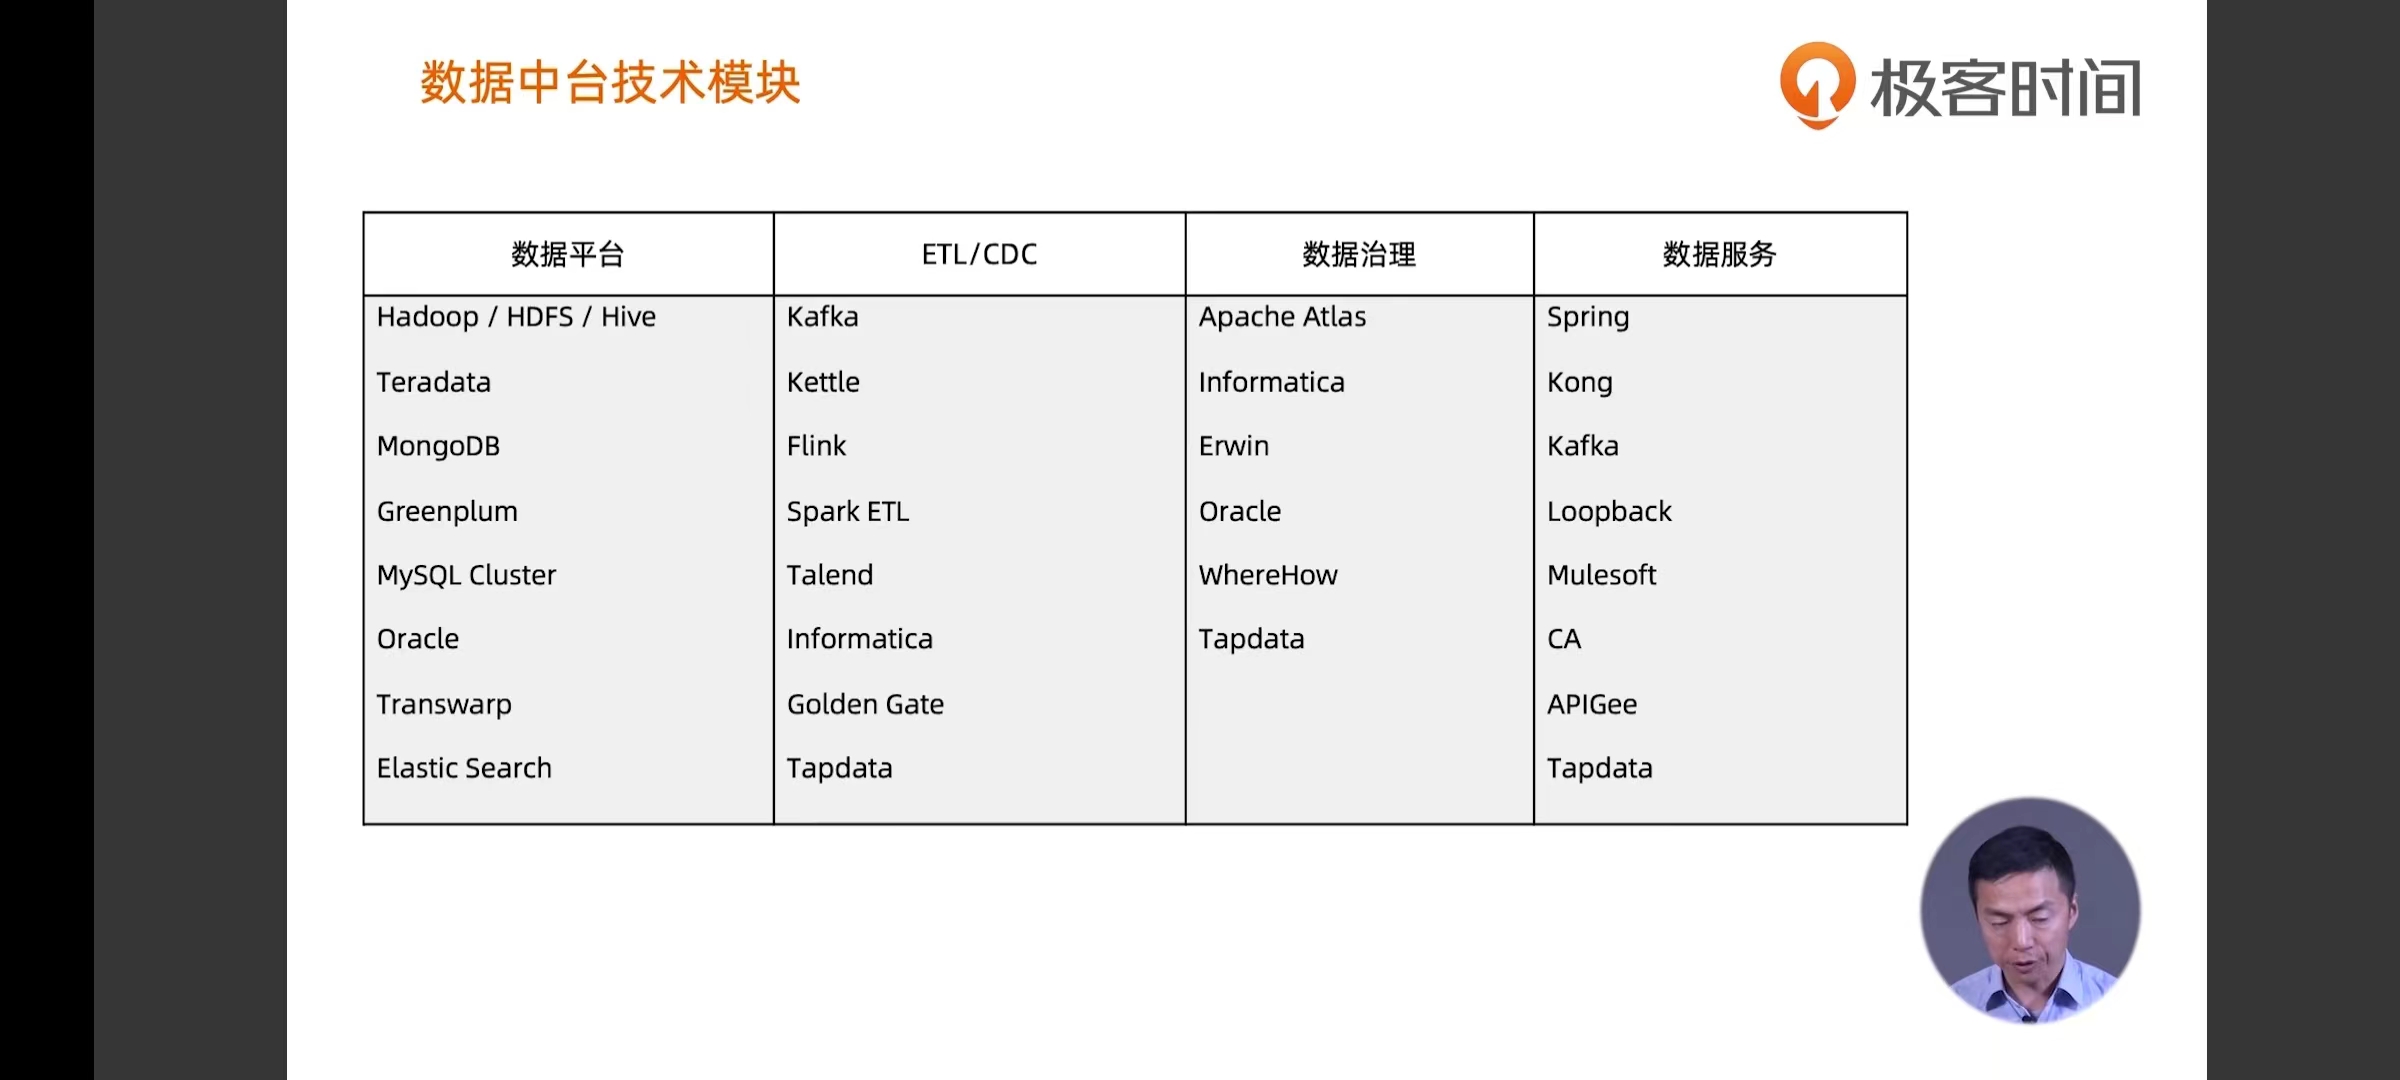 数据中台技术模块
极客时间
数据平台 ETL/CDC 数据治理 数据服务
Hadoop / HDFS / Hive Kafka Apache Atlas Spring
Teradata Kettle Informatica Kong
MongoDB Flink Erwin Kafka
Greenplum Spark ETL Oracle Loopback
MySQL Cluster Talend WhereHow Mulesoft
Oracle Informatica Tapdata CA
Transwarp Golden Gate APIGee
Elastic Search Tapdata Tapdata